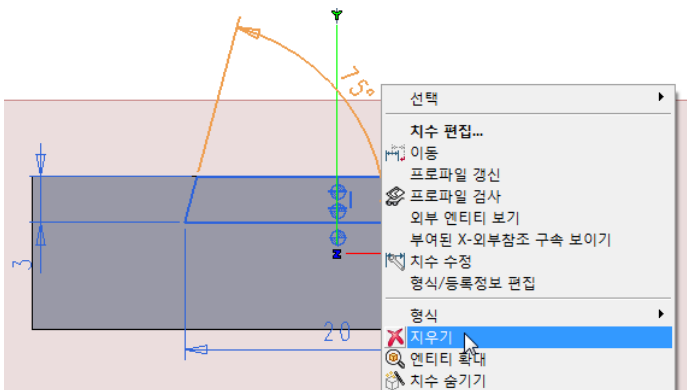 Y
75°
선택
치수 편집...
이동
프로파일 갱신
프로파일 검사
외부 엔티티 보기
부여된 X-외부참조 구속 보이기
치수 수정
형식/등록정보 편집
형식
지우기
엔티티 확대
치수 숨기기
Z
3
20